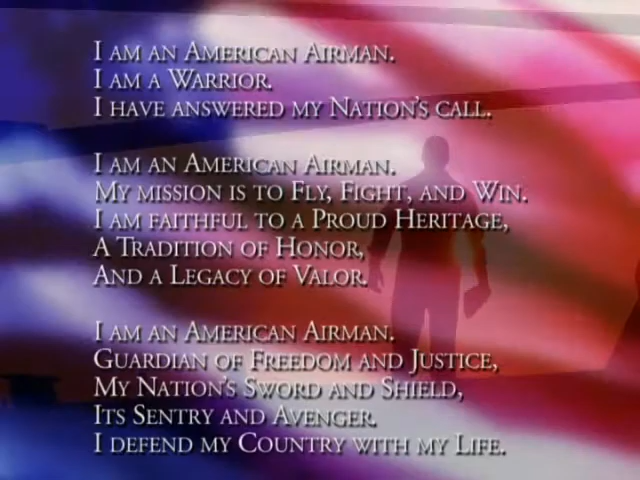 I am an American Airman.
I am a Warrior.
I have answered my Nation's call.
I am an American Airman.
My mission is to Fly, Fight, and Win.
I am faithful to a Proud Heritage,
A Tradition of Honor,
And a Legacy of Valor.
I am an American Airman.
Guardian of Freedom and Justice,
My Nation's Sword and Shield,
Its Sentry and Avenger.
I defend my Country with my Life.